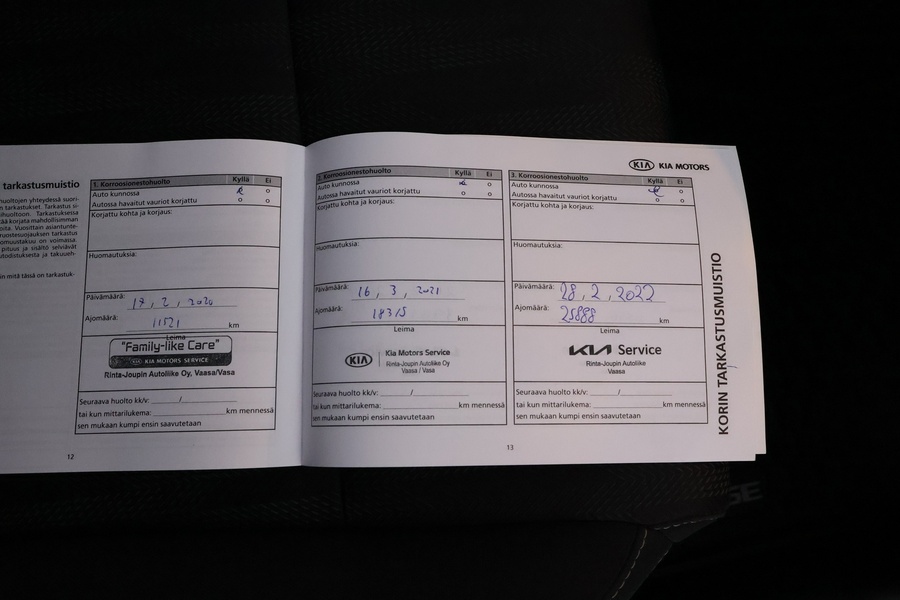 tarkastusmuistio
1. Korroosionestohuolto Kyllä Ei
Auto kunnossa
Autossa havaitut vauriot korjattu
Korjattu kohta ja korjaus:
Huomautuksia:
Päivämäärä: 17, 2, 2020
Ajomäärä: 11521 km
Leima
"Family-like Care"
KIA MOTORS SERVICE
Rinta-Joupin Autoliike Oy, Vaasa/Vasa
Seuraava huolto kk/v: /
tai kun mittarilukema: km mennessä
sen mukaan kumpi ensin saavutetaan
12
2. Korroosionestohuolto Kyllä Ei
Auto kunnossa
Autossa havaitut vauriot korjattu
Korjattu kohta ja korjaus:
Huomautuksia:
Päivämäärä: 16, 3, 2021
Ajomäärä: 18315 km
Leima
KIA Kia Motors Service
Rinta-Joupin Autoliike Oy
Vaasa / Vasa
Seuraava huolto kk/v: /
tai kun mittarilukema: km mennessä
sen mukaan kumpi ensin saavutetaan
KIA KIA MOTORS
3. Korroosionestohuolto Kyllä Ei
Auto kunnossa
Autossa havaitut vauriot korjattu
Korjattu kohta ja korjaus:
Huomautuksia:
Päivämäärä: 28, 2, 2022
Ajomäärä: 25888 km
Leima
KIA Service
Rinta-Joupin Autoliike
Vaasa
Seuraava huolto kk/v: /
tai kun mittarilukema: km mennessä
sen mukaan kumpi ensin saavutetaan
13
KORIN TARKASTUSMUISTIO